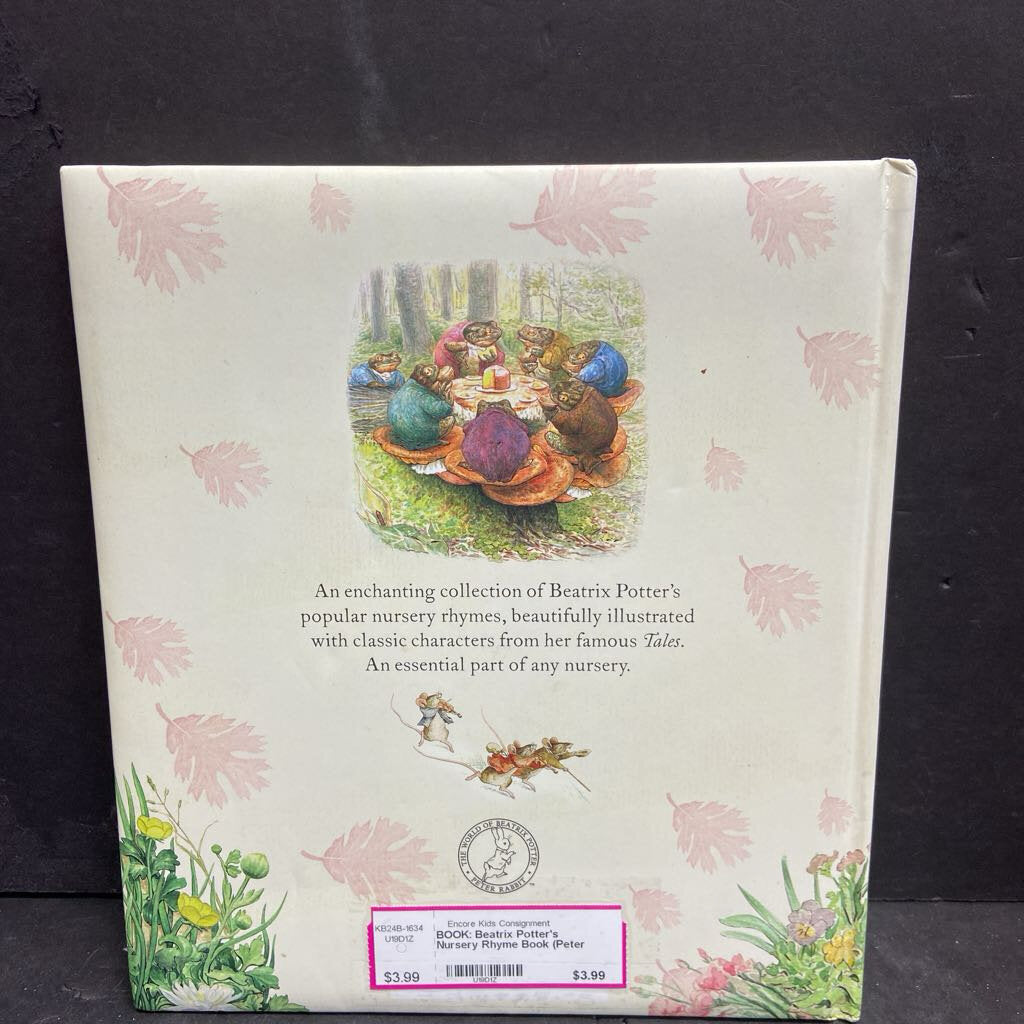 An enchanting collection of Beatrix Potter's
popular nursery rhymes, beautifully illustrated
with classic characters from her famous Tales.
An essential part of any nursery.
THE WORLD OF BEATRIX POTTER
PETER RABBIT ™
KB24B-1634
U19D1Z
$3.99
Encore Kids Consignment
BOOK: Beatrix Potter's
Nursery Rhyme Book (Peter
U19D1Z
$3.99